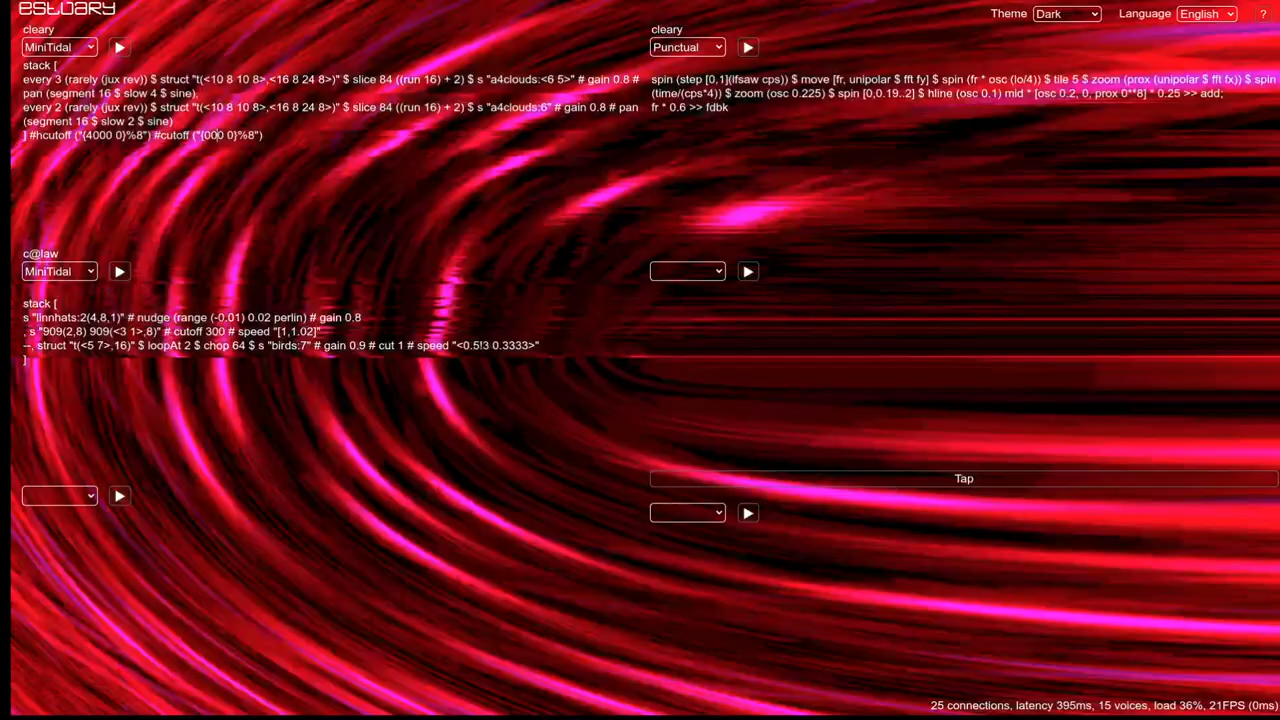 estuary
Theme Dark Language English ?
cleary
MiniTidal
stack [
every 3 (rarely (jux rev)) $ struct "t(<10 8 10 8>,<16 8 24 8>)" $ slice 84 ((run 16) + 2) $ s "a4clouds:<6 5>" # gain 0.8 #
pan (segment 16 $ slow 4 $ sine),
every 2 (rarely (jux rev)) $ struct "t(<10 8 10 8>,<16 8 24 8>)" $ slice 84 ((run 16) + 2) $ s "a4clouds:6" # gain 0.8 # pan
(segment 16 $ slow 2 $ sine)
] #hcutoff ("{4000 0}%8") #cutoff ("{000 0}%8")
cleary
Punctual
spin (step [0,1](lfsaw cps)) $ move [fr, unipolar $ fft fy] $ spin (fr * osc (lo/4)) $ tile 5 $ zoom (prox (unipolar $ fft fx)) $ spin
(time/(cps*4)) $ zoom (osc 0.225) $ spin [0,0.19..2] $ hline (osc 0.1) mid * [osc 0.2, 0, prox 0**8] * 0.25 >> add;
fr * 0.6 >> fdbk
c@law
MiniTidal
stack [
s "linnhats:2(4,8,1)" # nudge (range (-0.01) 0.02 perlin) # gain 0.8
, s "909(2,8) 909(<3 1>,8)" # cutoff 300 # speed "[1,1.02]"
--, struct "t(<5 7>,16)" $ loopAt 2 $ chop 64 $ s "birds:7" # gain 0.9 # cut 1 # speed "<0.5!3 0.3333>"
]
Tap
25 connections, latency 395ms, 15 voices, load 36%, 21FPS (0ms)